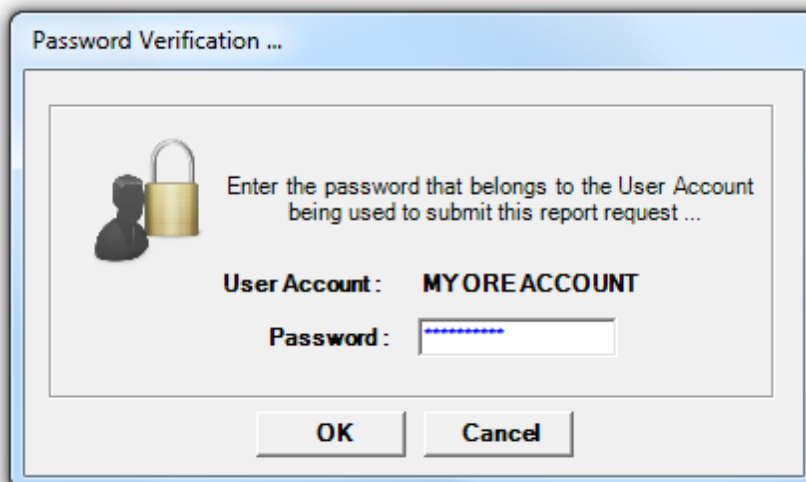 Password Verification ...
Enter the password that belongs to the User Account
being used to submit this report request ...
User Account : MY ORE ACCOUNT
Password : **********
OK Cancel